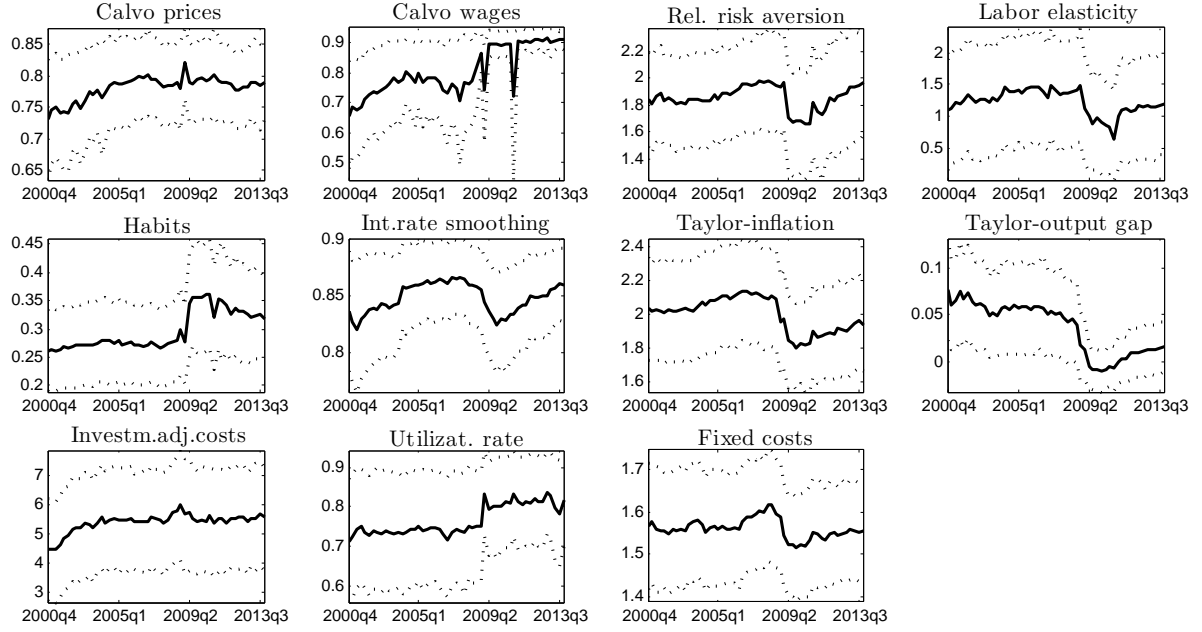 Calvo prices
0.85
0.8
0.75
0.7
0.65
2000q4 2005q1 2009q2 2013q3
Calvo wages
0.9
0.8
0.7
0.6
0.5
2000q4 2005q1 2009q2 2013q3
Rel. risk aversion
2.2
2
1.8
1.6
1.4
2000q4 2005q1 2009q2 2013q3
Labor elasticity
2
1.5
1
0.5
2000q4 2005q1 2009q2 2013q3
Habits
0.45
0.4
0.35
0.3
0.25
0.2
2000q4 2005q1 2009q2 2013q3
Int.rate smoothing
0.9
0.85
0.8
2000q4 2005q1 2009q2 2013q3
Taylor-inflation
2.4
2.2
2
1.8
1.6
2000q4 2005q1 2009q2 2013q3
Taylor-output gap
0.1
0.05
0
2000q4 2005q1 2009q2 2013q3
Investm.adj.costs
7
6
5
4
3
2000q4 2005q1 2009q2 2013q3
Utilizat. rate
0.9
0.8
0.7
0.6
2000q4 2005q1 2009q2 2013q3
Fixed costs
1.7
1.6
1.5
1.4
2000q4 2005q1 2009q2 2013q3